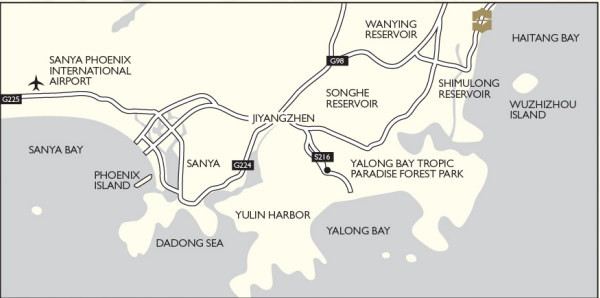 WANYING
RESERVOIR
HAITANG BAY
SANYA PHOENIX
INTERNATIONAL
AIRPORT
G98
G225
SONGHE
RESERVOIR
SHIMULONG
RESERVOIR
WUZHIZHOU
ISLAND
JIYANGZHEN
SANYA BAY
SANYA
G224
S216
YALONG BAY TROPIC
PARADISE FOREST PARK
PHOENIX
ISLAND
YULIN HARBOR
DADONG SEA
YALONG BAY